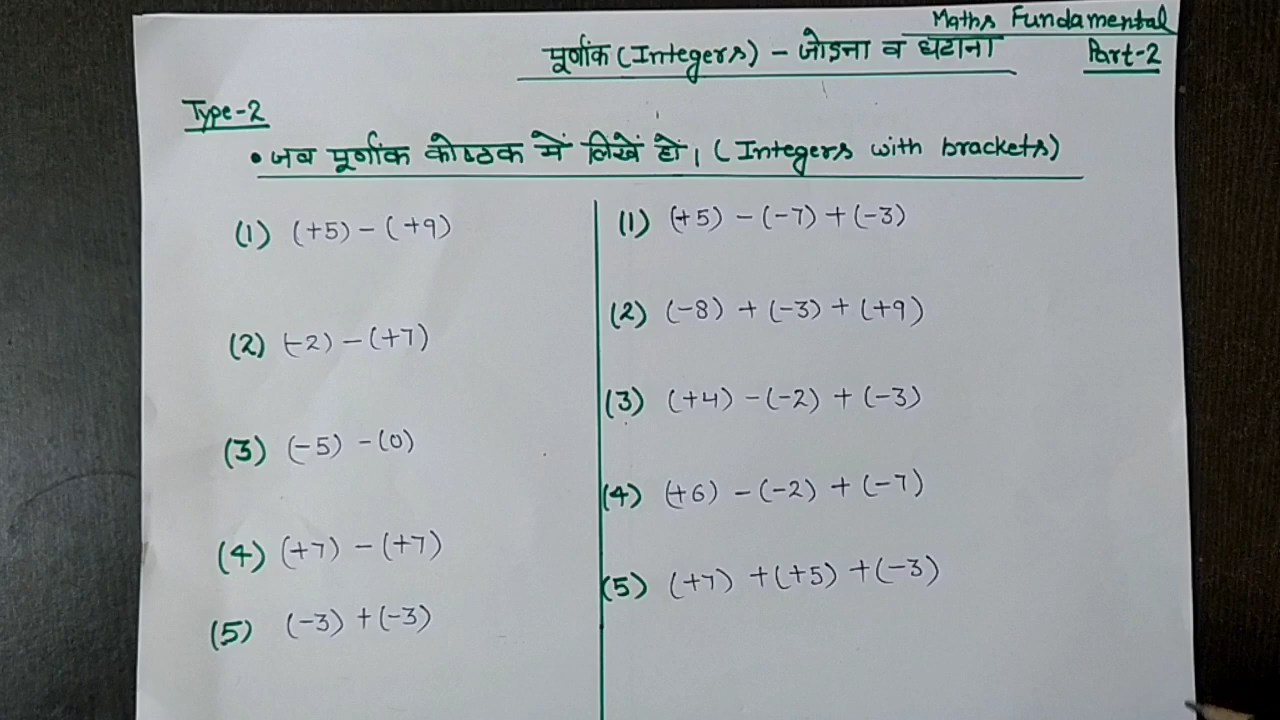 Maths Fundamental
पूर्णांक (Integers) - जोड़ना व घटाना
Part-2
Type-2
• जब पूर्णांक कोष्ठक में लिखें हों। (Integers with brackets)
(1) (+5) - (+9)
(2) (-2) - (+7)
(3) (-5) - (0)
(4) (+7) - (+7)
(5) (-3) + (-3)
(1) (+5) - (-7) + (-3)
(2) (-8) + (-3) + (+9)
(3) (+4) - (-2) + (-3)
(4) (+6) - (-2) + (-7)
(5) (+7) + (+5) + (-3)